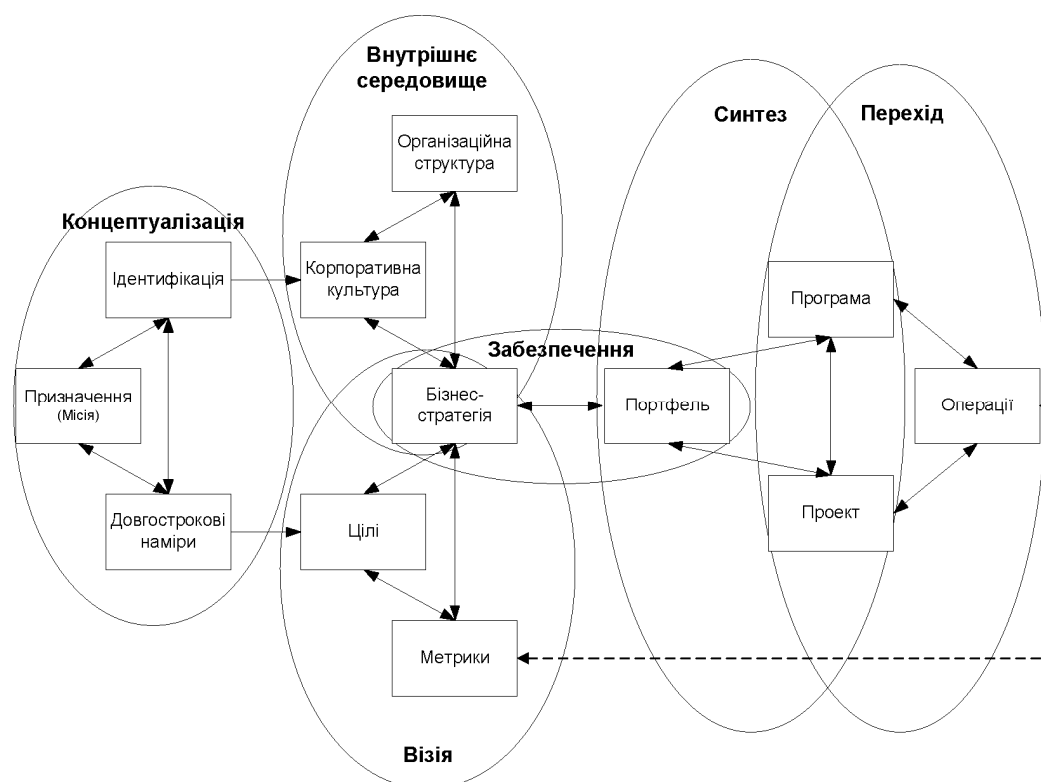 Внутрішнє
середовище
Організаційна
структура
Синтез
Перехід
Концептуалізація
Ідентифікація
Корпоративна
культура
Програма
Забезпечення
Призначення
(Місія)
Бізнес-
стратегія
Портфель
Операції
Довгострокові
наміри
Цілі
Проект
Метрики
Візія